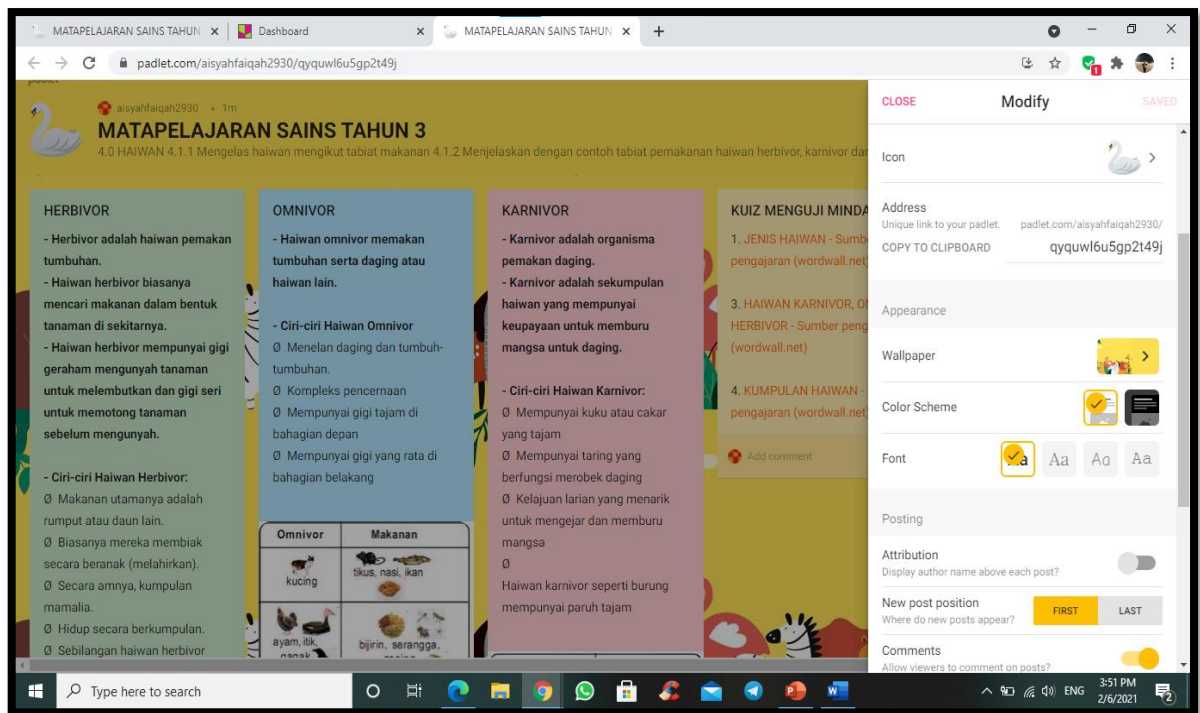 MATAPELAJARAN SAINS TAHUN
Dashboard
MATAPELAJARAN SAINS TAHUN
padlet.com/aisyahfaiqah2930/qyquwl6u5gp2t49j
padlet
aisyahfaiqah2930 • 1m
MATAPELAJARAN SAINS TAHUN 3
4.0 HAIWAN 4.1.1 Mengelas haiwan mengikut tabiat makanan 4.1.2 Menjelaskan dengan contoh tabiat pemakanan haiwan herbivor, karnivor dan
HERBIVOR
- Herbivor adalah haiwan pemakan
tumbuhan.
- Haiwan herbivor biasanya
mencari makanan dalam bentuk
tanaman di sekitarnya.
- Haiwan herbivor mempunyai gigi
geraham mengunyah tanaman
untuk melembutkan dan gigi seri
untuk memotong tanaman
sebelum mengunyah.
- Ciri-ciri Haiwan Herbivor:
Ø Makanan utamanya adalah
rumput atau daun lain.
Ø Biasanya mereka membiak
secara beranak (melahirkan).
Ø Secara amnya, kumpulan
mamalia.
Ø Hidup secara berkumpulan.
Ø Sebilangan haiwan herbivor
OMNIVOR
- Haiwan omnivor memakan
tumbuhan serta daging atau
haiwan lain.
- Ciri-ciri Haiwan Omnivor
Ø Menelan daging dan tumbuh-
tumbuhan.
Ø Kompleks pencernaan
Ø Mempunyai gigi tajam di
bahagian depan
Ø Mempunyai gigi yang rata di
bahagian belakang
Omnivor Makanan
kucing
tikus, nasi, ikan
ayam, itik,
bijirin, serangga,
KARNIVOR
- Karnivor adalah organisma
pemakan daging.
- Karnivor adalah sekumpulan
haiwan yang mempunyai
keupayaan untuk memburu
mangsa untuk daging.
- Ciri-ciri Haiwan Karnivor:
Ø Mempunyai kuku atau cakar
yang tajam
Ø Mempunyai taring yang
berfungsi merobek daging
Ø Kelajuan larian yang menarik
untuk mengejar dan memburu
mangsa
Ø
Haiwan karnivor seperti burung
mempunyai paruh tajam
KUIZ MENGUJI MINDA
1. JENIS HAIWAN - Sumb
pengajaran (wordwall.net
3. HAIWAN KARNIVOR, O
HERBIVOR - Sumber peng
(wordwall.net)
4. KUMPULAN HAIWAN -
pengajaran (wordwall.net
Add comment
CLOSE Modify SAVED
Icon
Address
Unique link to your padlet. padlet.com/aisyahfaiqah2930/
COPY TO CLIPBOARD qyquwl6u5gp2t49j
Appearance
Wallpaper
Color Scheme
Font Aa Aa Aa Aa
Posting
Attribution
Display author name above each post?
New post position
Where do new posts appear?
FIRST LAST
Comments
Allow viewers to comment on posts?
Type here to search
ENG
3:51 PM
2/6/2021